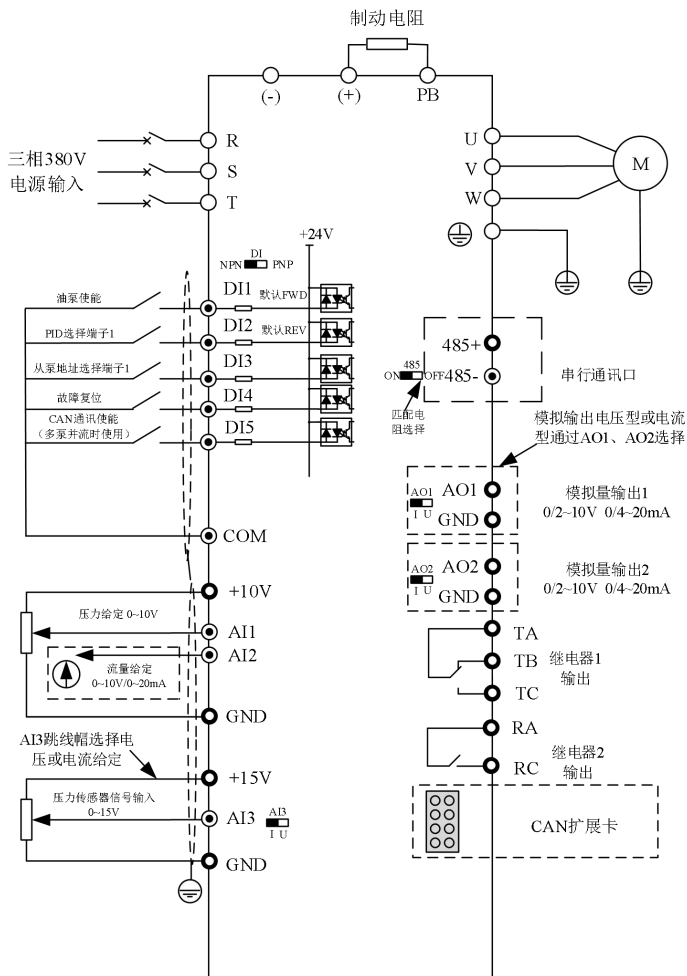 制动电阻
(-)
(+)
PB
三相380V
电源输入
R
S
T
U
V
W
M
+24V
DI
NPN
PNP
油泵使能
DI1
默认FWD
PID选择端子1
DI2
默认REV
从泵地址选择端子1
DI3
故障复位
DI4
CAN通讯使能
（多泵并流时使用）
DI5
COM
485+
485
ON
OFF
485-
匹配电
阻选择
串行通讯口
模拟输出电压型或电流
型通过AO1、AO2选择
AO1
I U
AO1
GND
模拟量输出1
0/2~10V 0/4~20mA
AO2
I U
AO2
GND
模拟量输出2
0/2~10V 0/4~20mA
+10V
压力给定 0~10V
AI1
AI2
流量给定
0~10V/0~20mA
GND
TA
TB
TC
继电器1
输出
RA
RC
继电器2
输出
AI3跳线帽选择电
压或电流给定
+15V
压力传感器信号输入
0~15V
AI3
AI3
I U
GND
CAN扩展卡